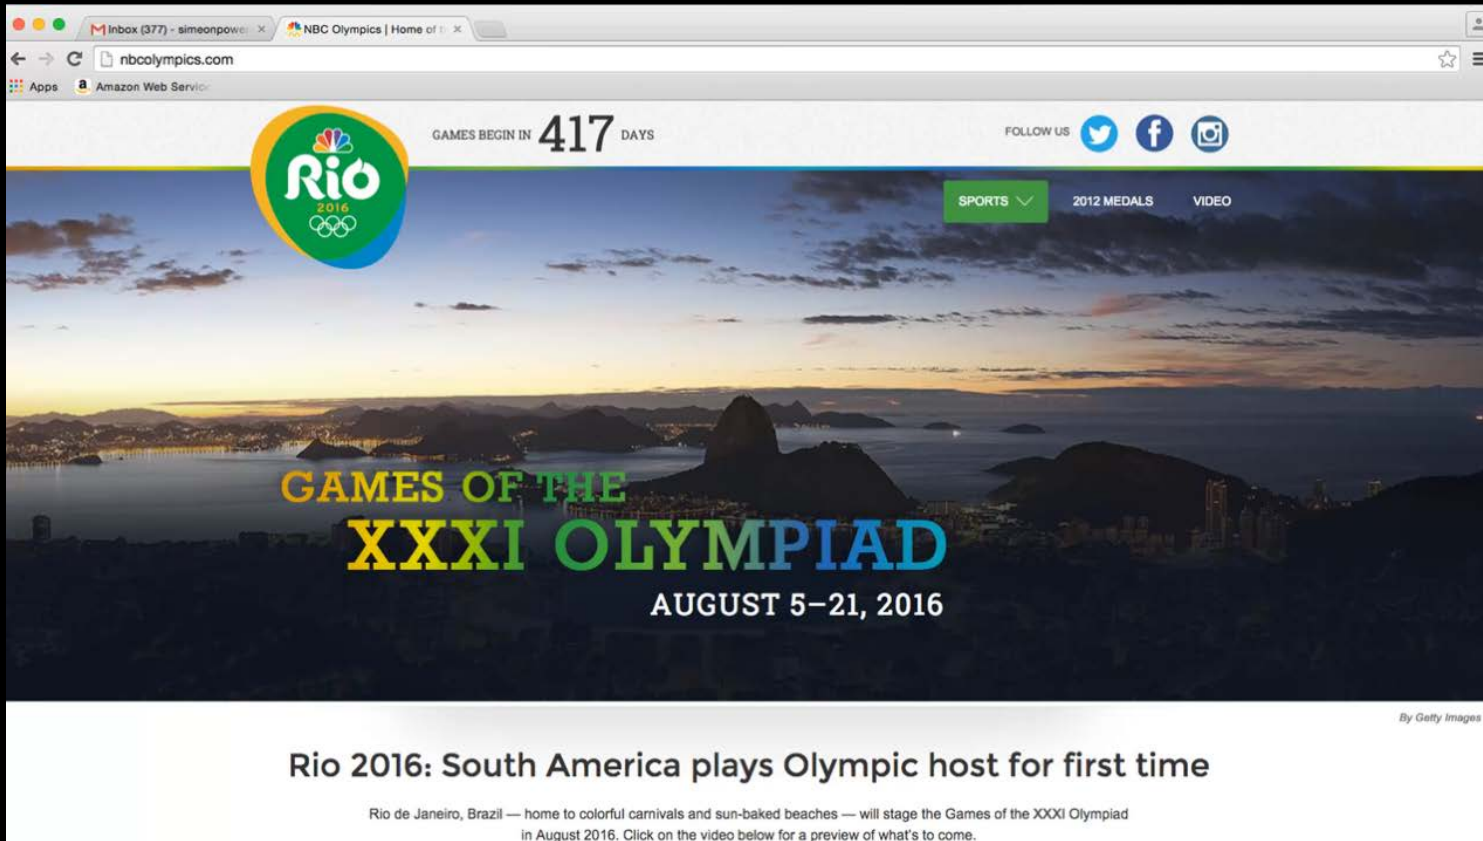 Inbox (377) - simeonpower
NBC Olympics | Home of t
nbcolympics.com
Apps
Amazon Web Servic
GAMES BEGIN IN 417 DAYS
FOLLOW US
Rio
2016
SPORTS
2012 MEDALS
VIDEO
GAMES OF THE
XXXI OLYMPIAD
AUGUST 5–21, 2016
By Getty Images
Rio 2016: South America plays Olympic host for first time
Rio de Janeiro, Brazil — home to colorful carnivals and sun-baked beaches — will stage the Games of the XXXI Olympiad
in August 2016. Click on the video below for a preview of what's to come.